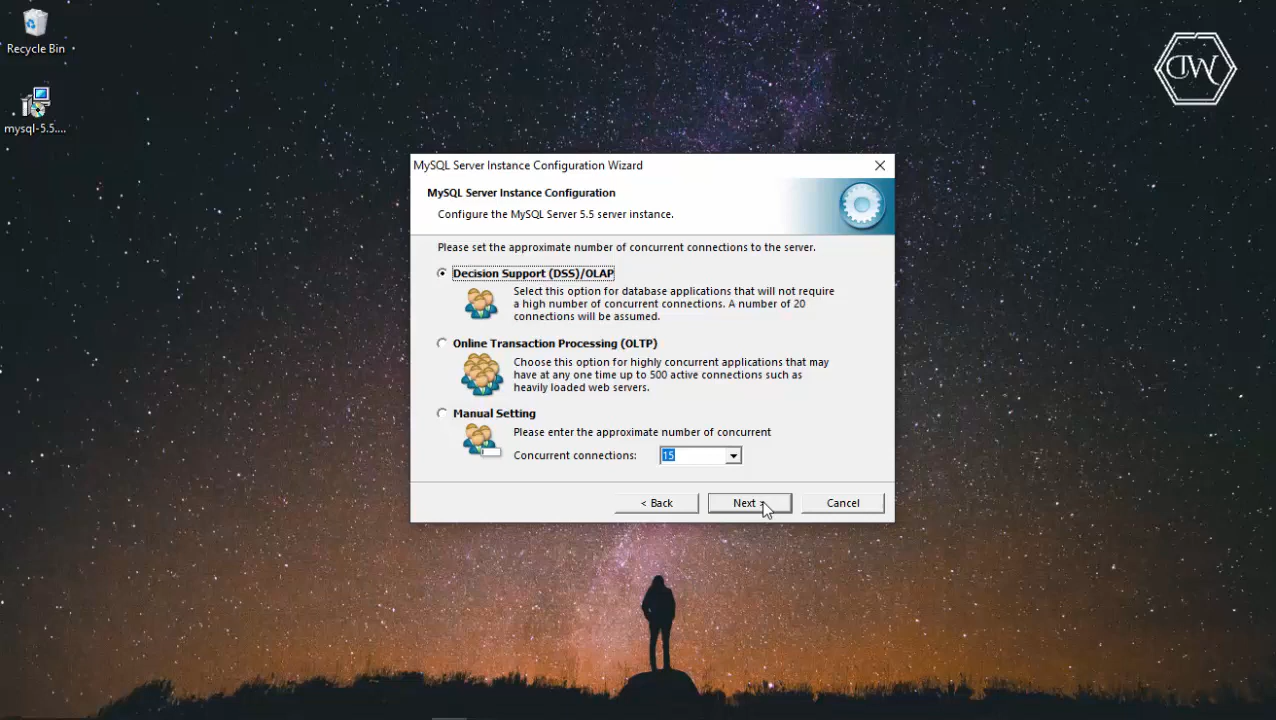 Recycle Bin
mysql-5.5....
DW
MySQL Server Instance Configuration Wizard
MySQL Server Instance Configuration
Configure the MySQL Server 5.5 server instance.
Please set the approximate number of concurrent connections to the server.
Decision Support (DSS)/OLAP
Select this option for database applications that will not require
a high number of concurrent connections. A number of 20
connections will be assumed.
Online Transaction Processing (OLTP)
Choose this option for highly concurrent applications that may
have at any one time up to 500 active connections such as
heavily loaded web servers.
Manual Setting
Please enter the approximate number of concurrent
Concurrent connections: 15
< Back Next > Cancel